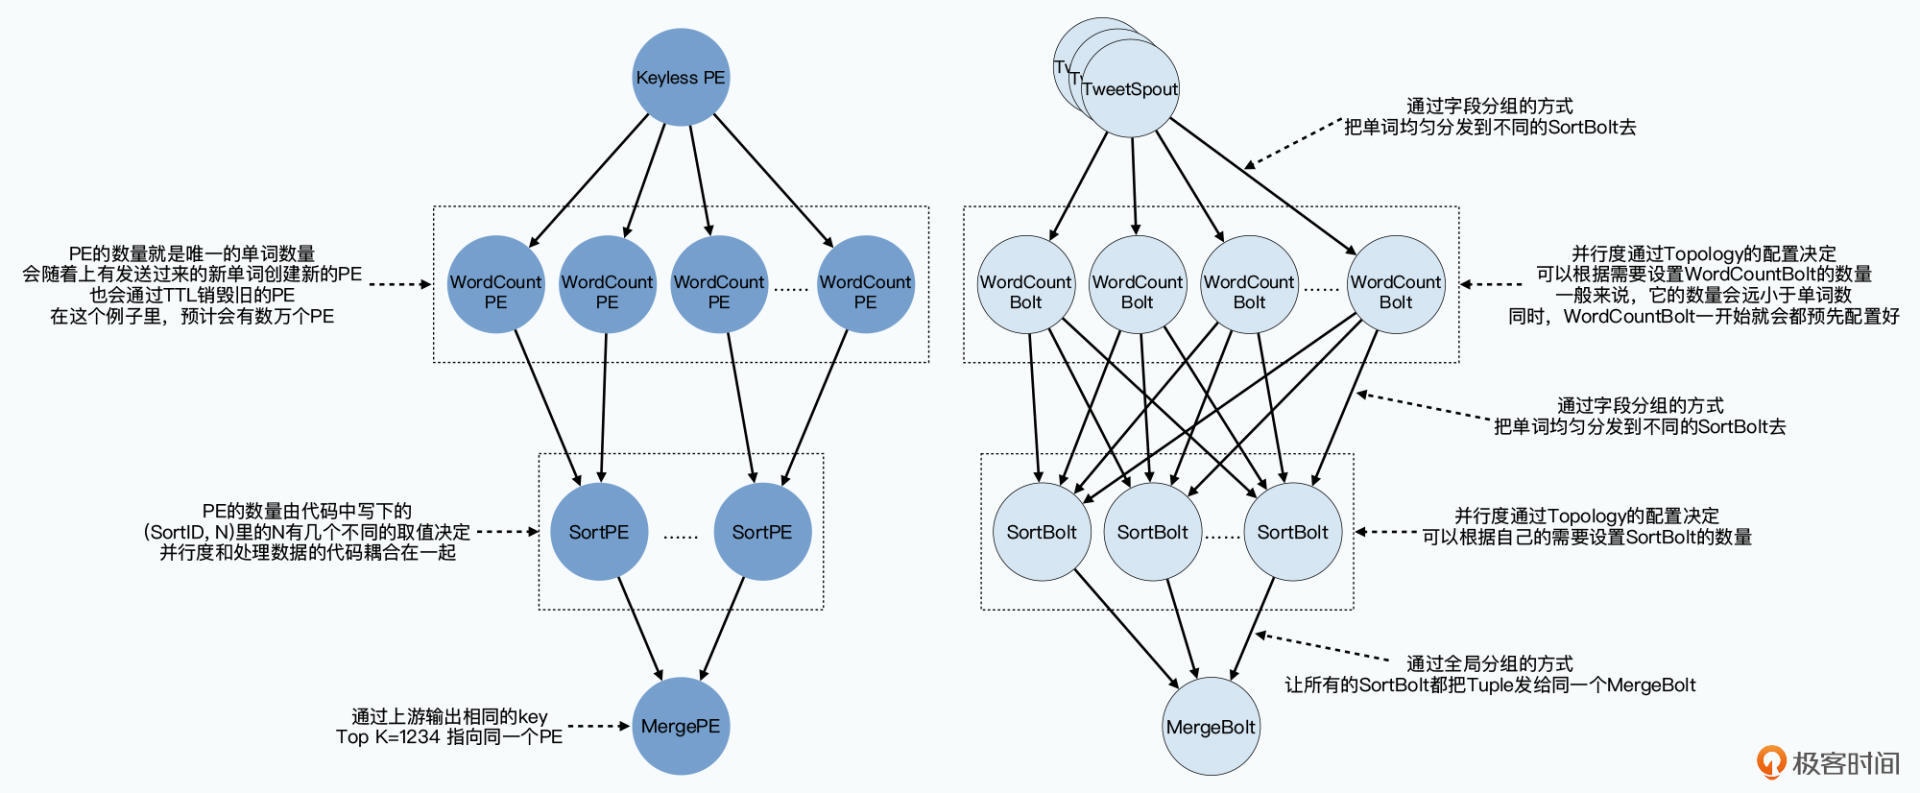 Keyless PE
PE的数量就是唯一的单词数量
会随着上有发送过来的新单词创建新的PE
也会通过TTL销毁旧的PE
在这个例子里，预计会有数万个PE
WordCount
PE
WordCount
PE
WordCount
PE
......
WordCount
PE
PE的数量由代码中写下的
(SortID, N)里的N有几个不同的取值决定
并行度和处理数据的代码耦合在一起
SortPE
......
SortPE
通过上游输出相同的key
Top K=1234 指向同一个PE
MergePE
Tw
Tv
TweetSpout
通过字段分组的方式
把单词均匀分发到不同的SortBolt去
WordCount
Bolt
WordCount
Bolt
WordCount
Bolt
......
WordCount
Bolt
并行度通过Topology的配置决定
可以根据需要设置WordCountBolt的数量
一般来说，它的数量会远小于单词数
同时，WordCountBolt一开始就会都预先配置好
通过字段分组的方式
把单词均匀分发到不同的SortBolt去
SortBolt
SortBolt
......
SortBolt
并行度通过Topology的配置决定
可以根据自己的需要设置SortBolt的数量
通过全局分组的方式
让所有的SortBolt都把Tuple发给同一个MergeBolt
MergeBolt
极客时间